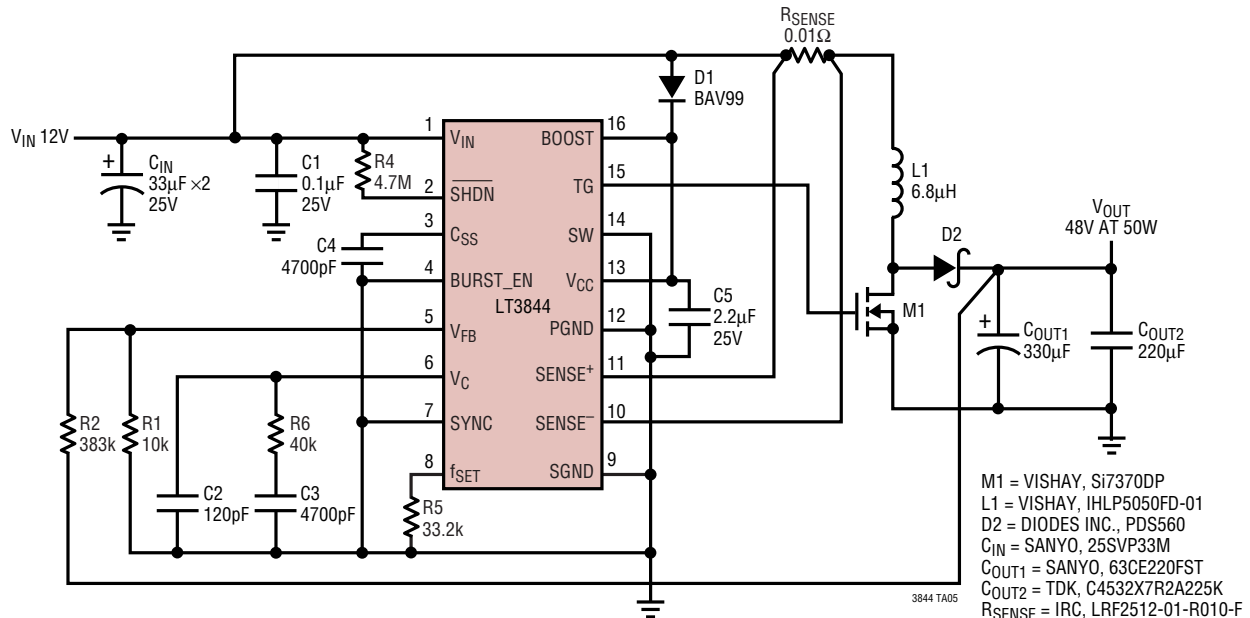 RSENSE
0.01Ω
D1
BAV99
VIN 12V
+
CIN
33µF ×2
25V
C1
0.1µF
25V
R4
4.7M
1
VIN
BOOST
16
2
SHDN
TG
15
3
CSS
SW
14
4
BURST_EN
VCC
13
LT3844
5
VFB
PGND
12
6
VC
SENSE+
11
7
SYNC
SENSE–
10
8
fSET
SGND
9
C4
4700pF
C5
2.2µF
25V
L1
6.8µH
D2
VOUT
48V AT 50W
M1
+
COUT1
330µF
COUT2
220µF
R2
383k
R1
10k
R6
40k
C2
120pF
C3
4700pF
R5
33.2k
3844 TA05
M1 = VISHAY, Si7370DP
L1 = VISHAY, IHLP5050FD-01
D2 = DIODES INC., PDS560
CIN = SANYO, 25SVP33M
COUT1 = SANYO, 63CE220FST
COUT2 = TDK, C4532X7R2A225K
RSENSE = IRC, LRF2512-01-R010-F